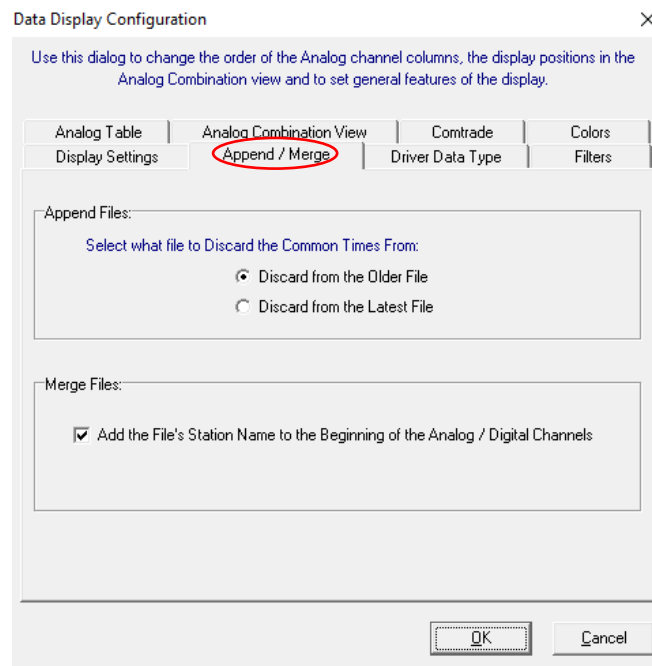 Data Display Configuration
Use this dialog to change the order of the Analog channel columns, the display positions in the
Analog Combination view and to set general features of the display.
Analog Table
Analog Combination View
Comtrade
Colors
Display Settings
Append / Merge
Driver Data Type
Filters
Append Files:
Select what file to Discard the Common Times From:
Discard from the Older File
Discard from the Latest File
Merge Files:
Add the File's Station Name to the Beginning of the Analog / Digital Channels
OK
Cancel